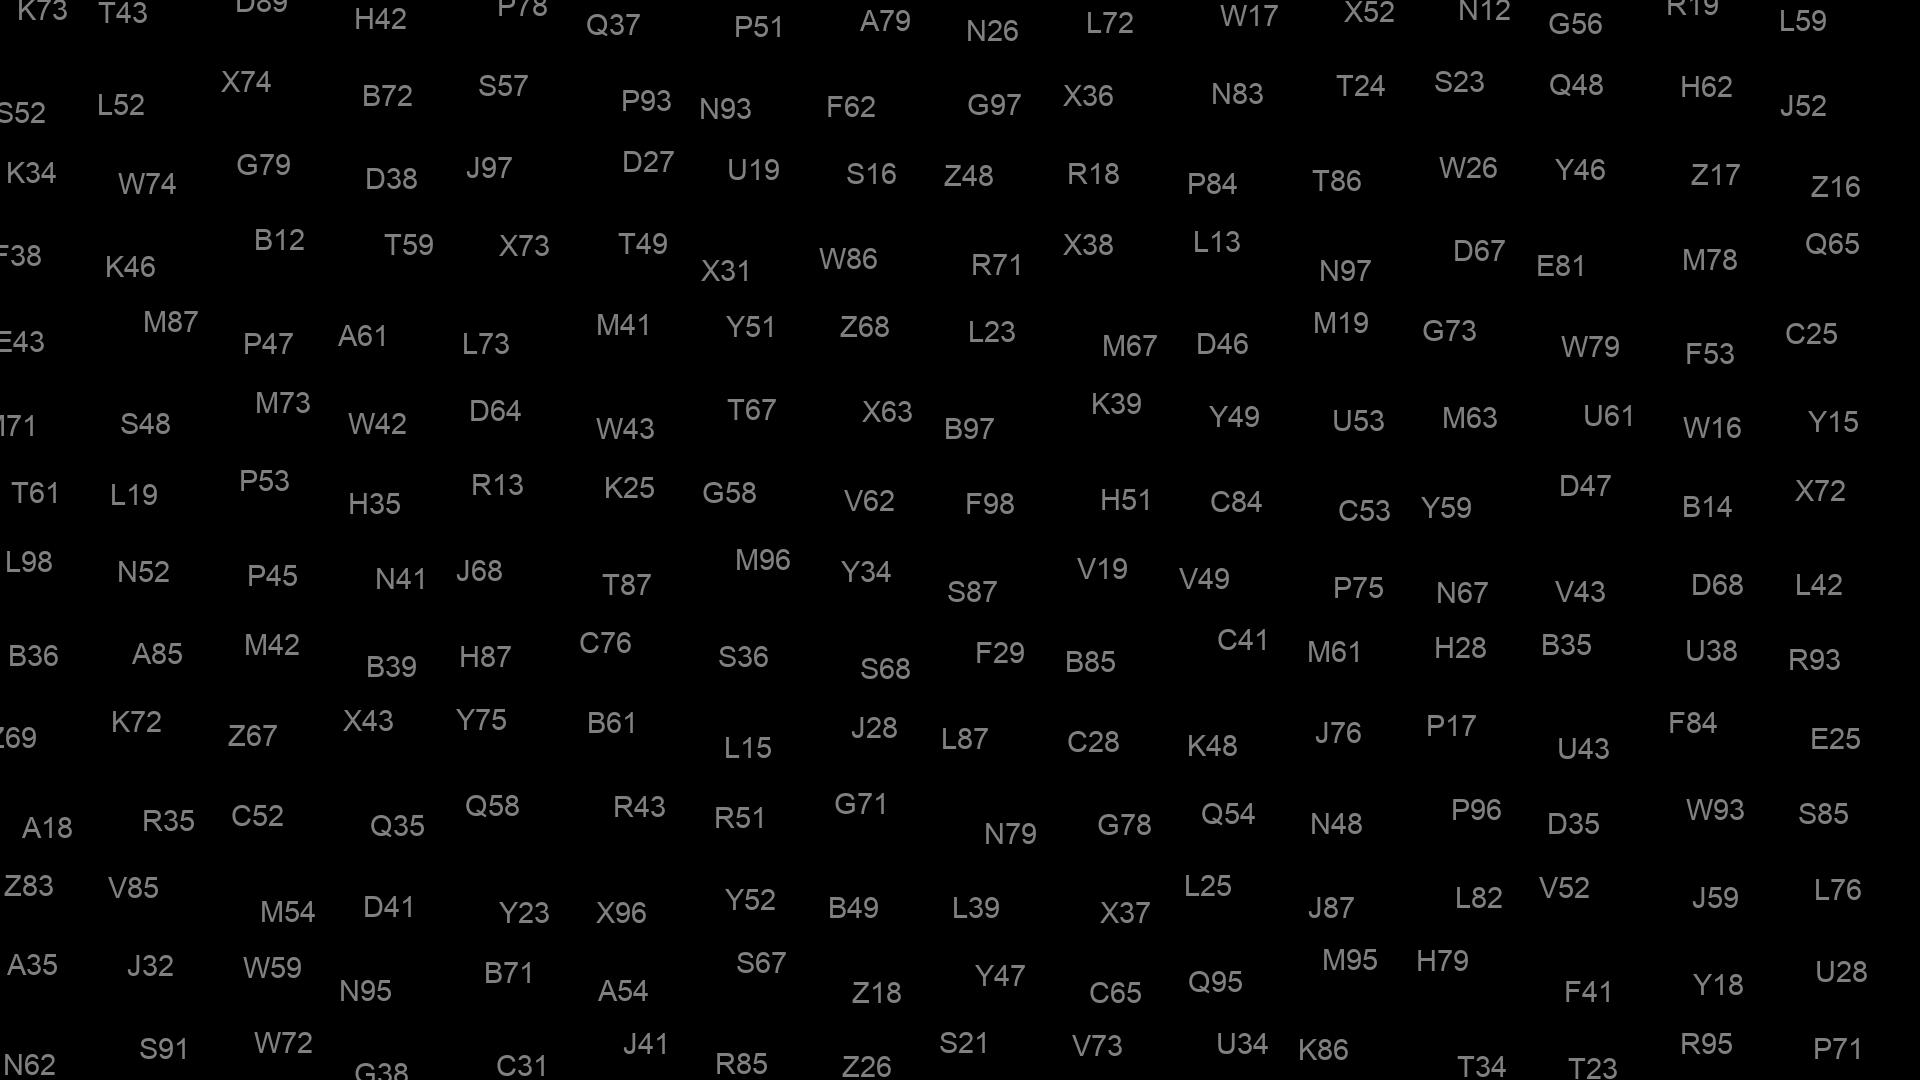 K73 T43 D89 H42 P78 Q37 P51 A79 N26 L72 W17 X52 N12 G56 R19 L59
S52 L52 X74 B72 S57 P93 N93 F62 G97 X36 N83 T24 S23 Q48 H62 J52
K34 W74 G79 D38 J97 D27 U19 S16 Z48 R18 P84 T86 W26 Y46 Z17 Z16
F38 K46 B12 T59 X73 T49 X31 W86 R71 X38 L13 N97 D67 E81 M78 Q65
E43 M87 P47 A61 L73 M41 Y51 Z68 L23 M67 D46 M19 G73 W79 F53 C25
71 S48 M73 W42 D64 W43 T67 X63 B97 K39 Y49 U53 M63 U61 W16 Y15
T61 L19 P53 H35 R13 K25 G58 V62 F98 H51 C84 C53 Y59 D47 B14 X72
L98 N52 P45 N41 J68 T87 M96 Y34 S87 V19 V49 P75 N67 V43 D68 L42
B36 A85 M42 B39 H87 C76 S36 S68 F29 B85 C41 M61 H28 B35 U38 R93
Z69 K72 Z67 X43 Y75 B61 L15 J28 L87 C28 K48 J76 P17 U43 F84 E25
A18 R35 C52 Q35 Q58 R43 R51 G71 N79 G78 Q54 N48 P96 D35 W93 S85
Z83 V85 M54 D41 Y23 X96 Y52 B49 L39 X37 L25 J87 L82 V52 J59 L76
A35 J32 W59 N95 B71 A54 S67 Z18 Y47 C65 Q95 M95 H79 F41 Y18 U28
N62 S91 W72 G38 C31 J41 R85 Z26 S21 V73 U34 K86 T34 T23 R95 P71